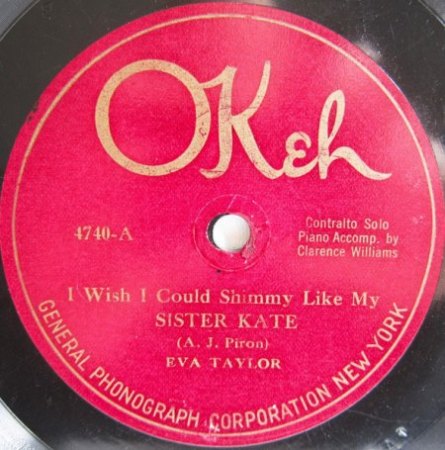 OKeh
4740-A
Contralto Solo
Piano Accomp. by
Clarence Williams
I Wish I Could Shimmy Like My
SISTER KATE
(A. J. Piron)
EVA TAYLOR
GENERAL PHONOGRAPH CORPORATION NEW YORK